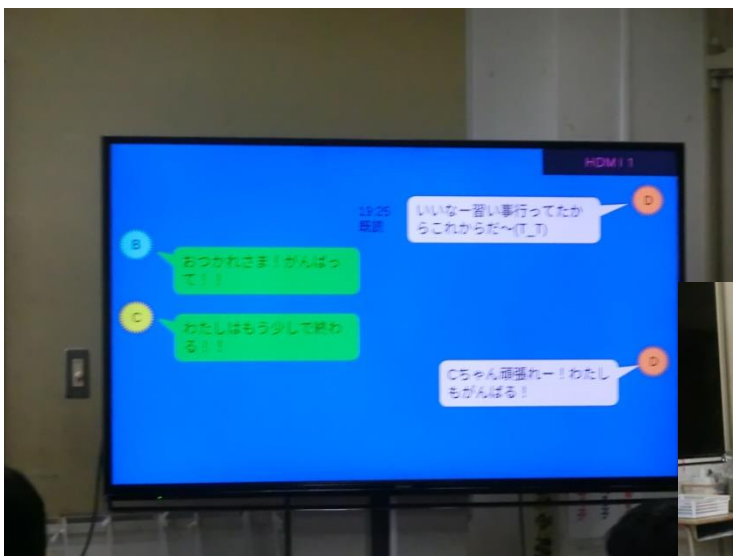 HDMI 1
いいなー習い事行ってたか
らこれからだ〜(T_T)
D
19:25
既読
B
おつかれさま！がんばっ
て！！
C
わたしはもう少しで終わ
る！！
D
Cちゃん頑張れー！わたし
もがんばる！